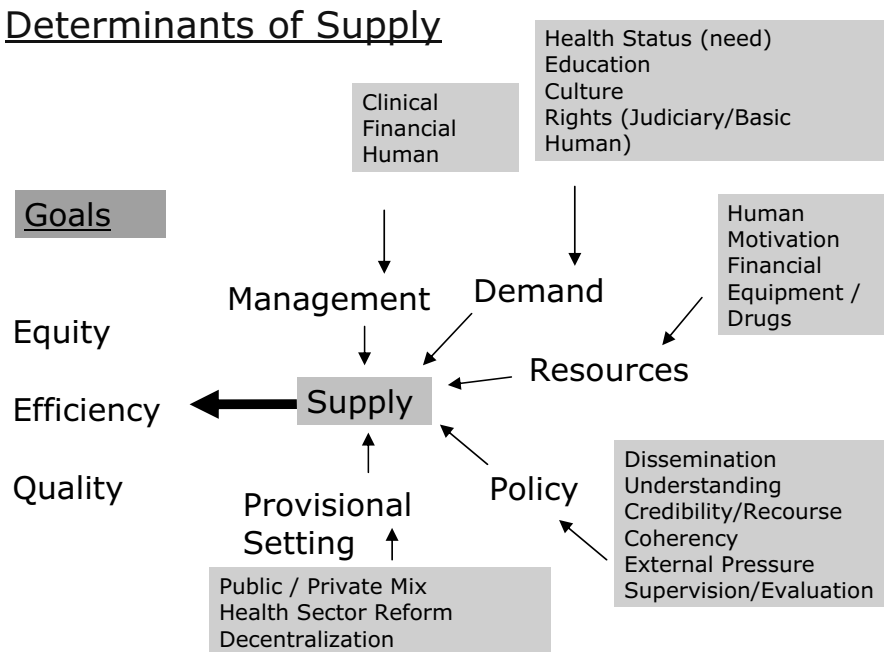 Determinants of Supply
Health Status (need)
Education
Culture
Rights (Judiciary/Basic
Human)
Clinical
Financial
Human
Goals
Human
Motivation
Financial
Equipment /
Drugs
Management
Demand
Equity
Resources
Efficiency
Supply
Quality
Provisional
Setting
Policy
Dissemination
Understanding
Credibility/Recourse
Coherency
External Pressure
Supervision/Evaluation
Public / Private Mix
Health Sector Reform
Decentralization